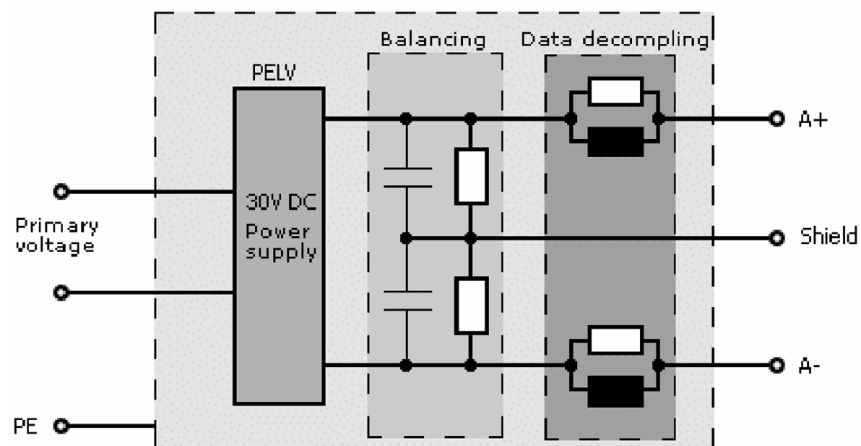 Balancing
Data decompling
PELV
A+
30V DC
Power
supply
Primary
voltage
Shield
A-
PE